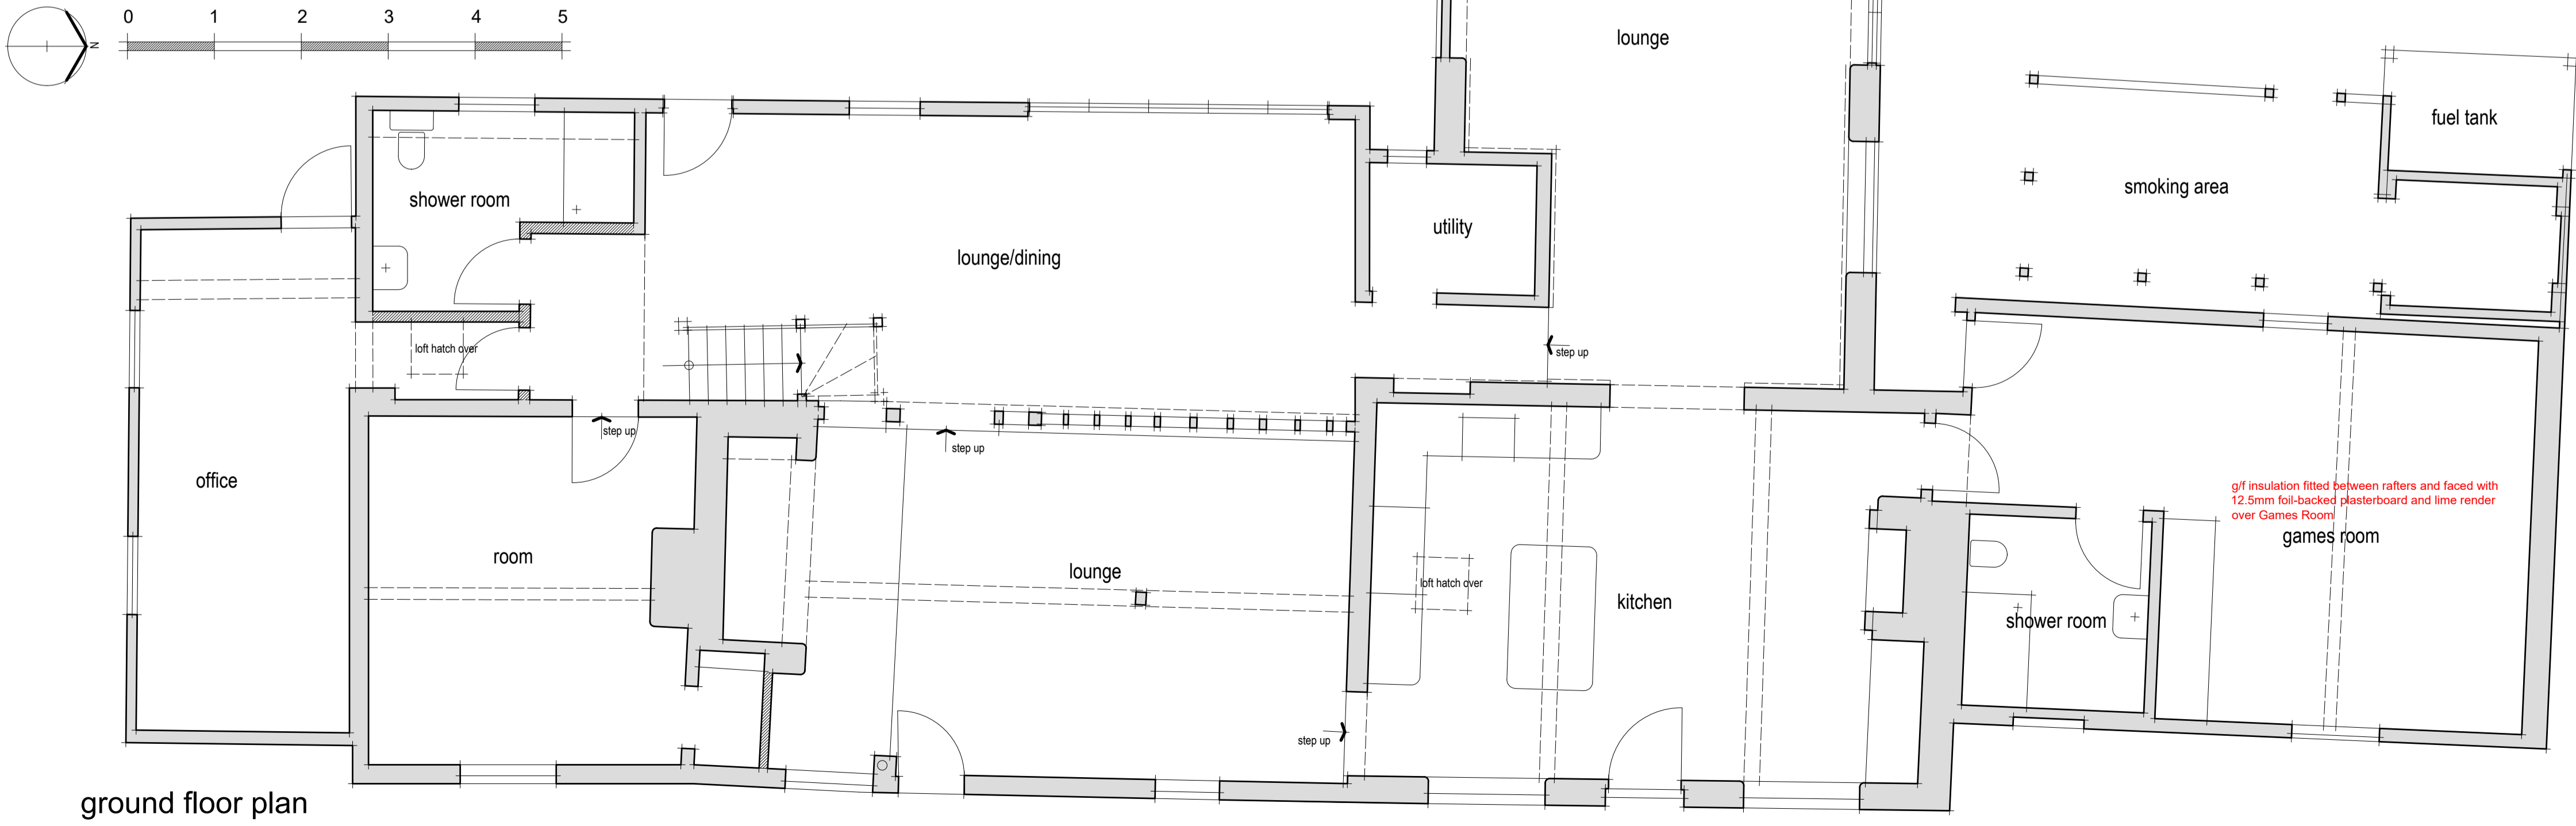 N
0 1 2 3 4 5
lounge
fuel tank
smoking area
shower room
utility
lounge/dining
loft hatch over
step up
step up
step up
office
g/f insulation fitted between rafters and faced with
12.5mm foil-backed plasterboard and lime render
over Games Room
games room
room
lounge
loft hatch over
kitchen
shower room
step up
ground floor plan